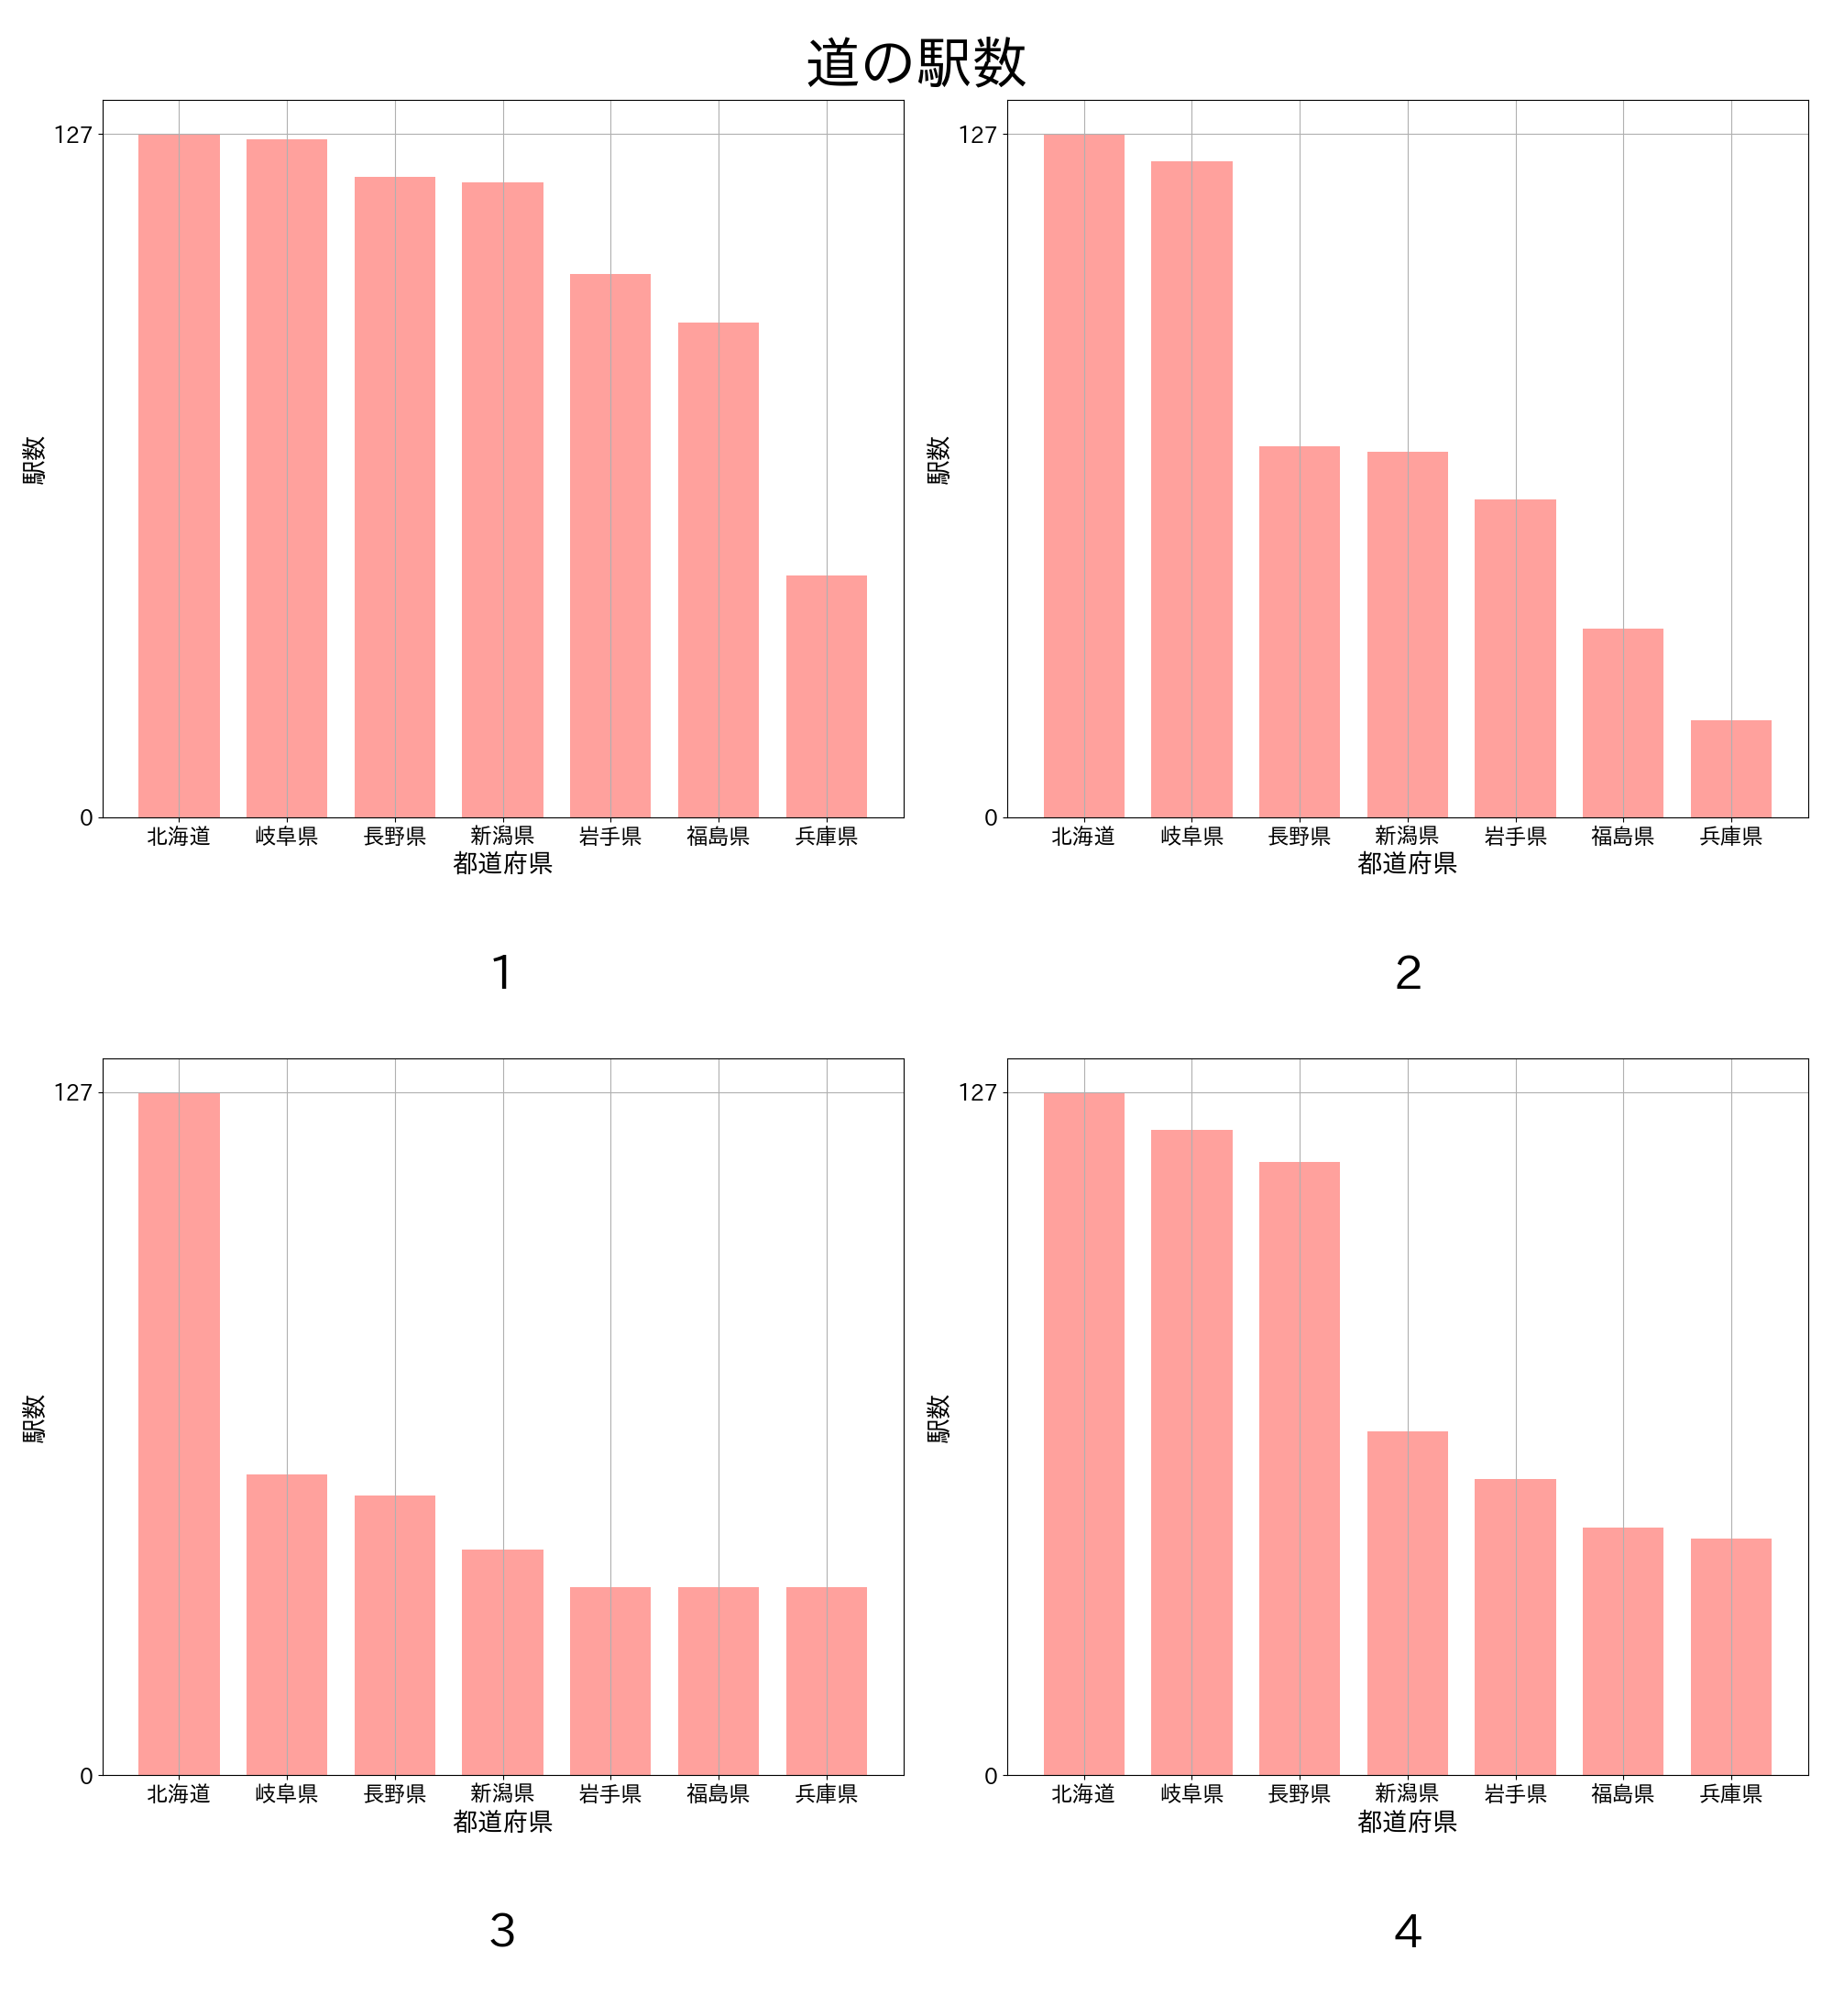 道の駅数
127
0
駅数
北海道 岐阜県 長野県 新潟県 岩手県 福島県 兵庫県
都道府県
1
127
0
駅数
北海道 岐阜県 長野県 新潟県 岩手県 福島県 兵庫県
都道府県
2
127
0
駅数
北海道 岐阜県 長野県 新潟県 岩手県 福島県 兵庫県
都道府県
3
127
0
駅数
北海道 岐阜県 長野県 新潟県 岩手県 福島県 兵庫県
都道府県
4